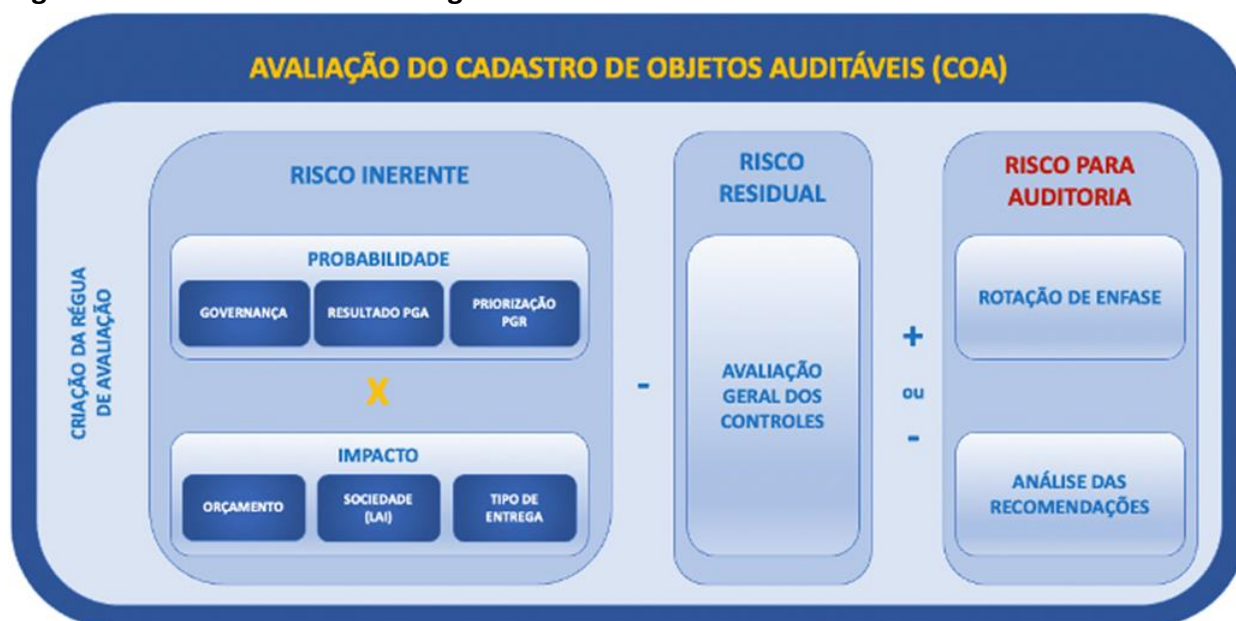 AVALIAÇÃO DO CADASTRO DE OBJETOS AUDITÁVEIS (COA)
CRIAÇÃO DA RÉGUA
DE AVALIAÇÃO
RISCO INERENTE
PROBABILIDADE
GOVERNANÇA
RESULTADO PGA
PRIORIZAÇÃO
PGR
X
IMPACTO
ORÇAMENTO
SOCIEDADE
(LAI)
TIPO DE
ENTREGA
-
RISCO
RESIDUAL
AVALIAÇÃO
GERAL DOS
CONTROLES
+
ou
-
RISCO PARA
AUDITORIA
ROTAÇÃO DE ENFASE
ANÁLISE DAS
RECOMENDAÇÕES